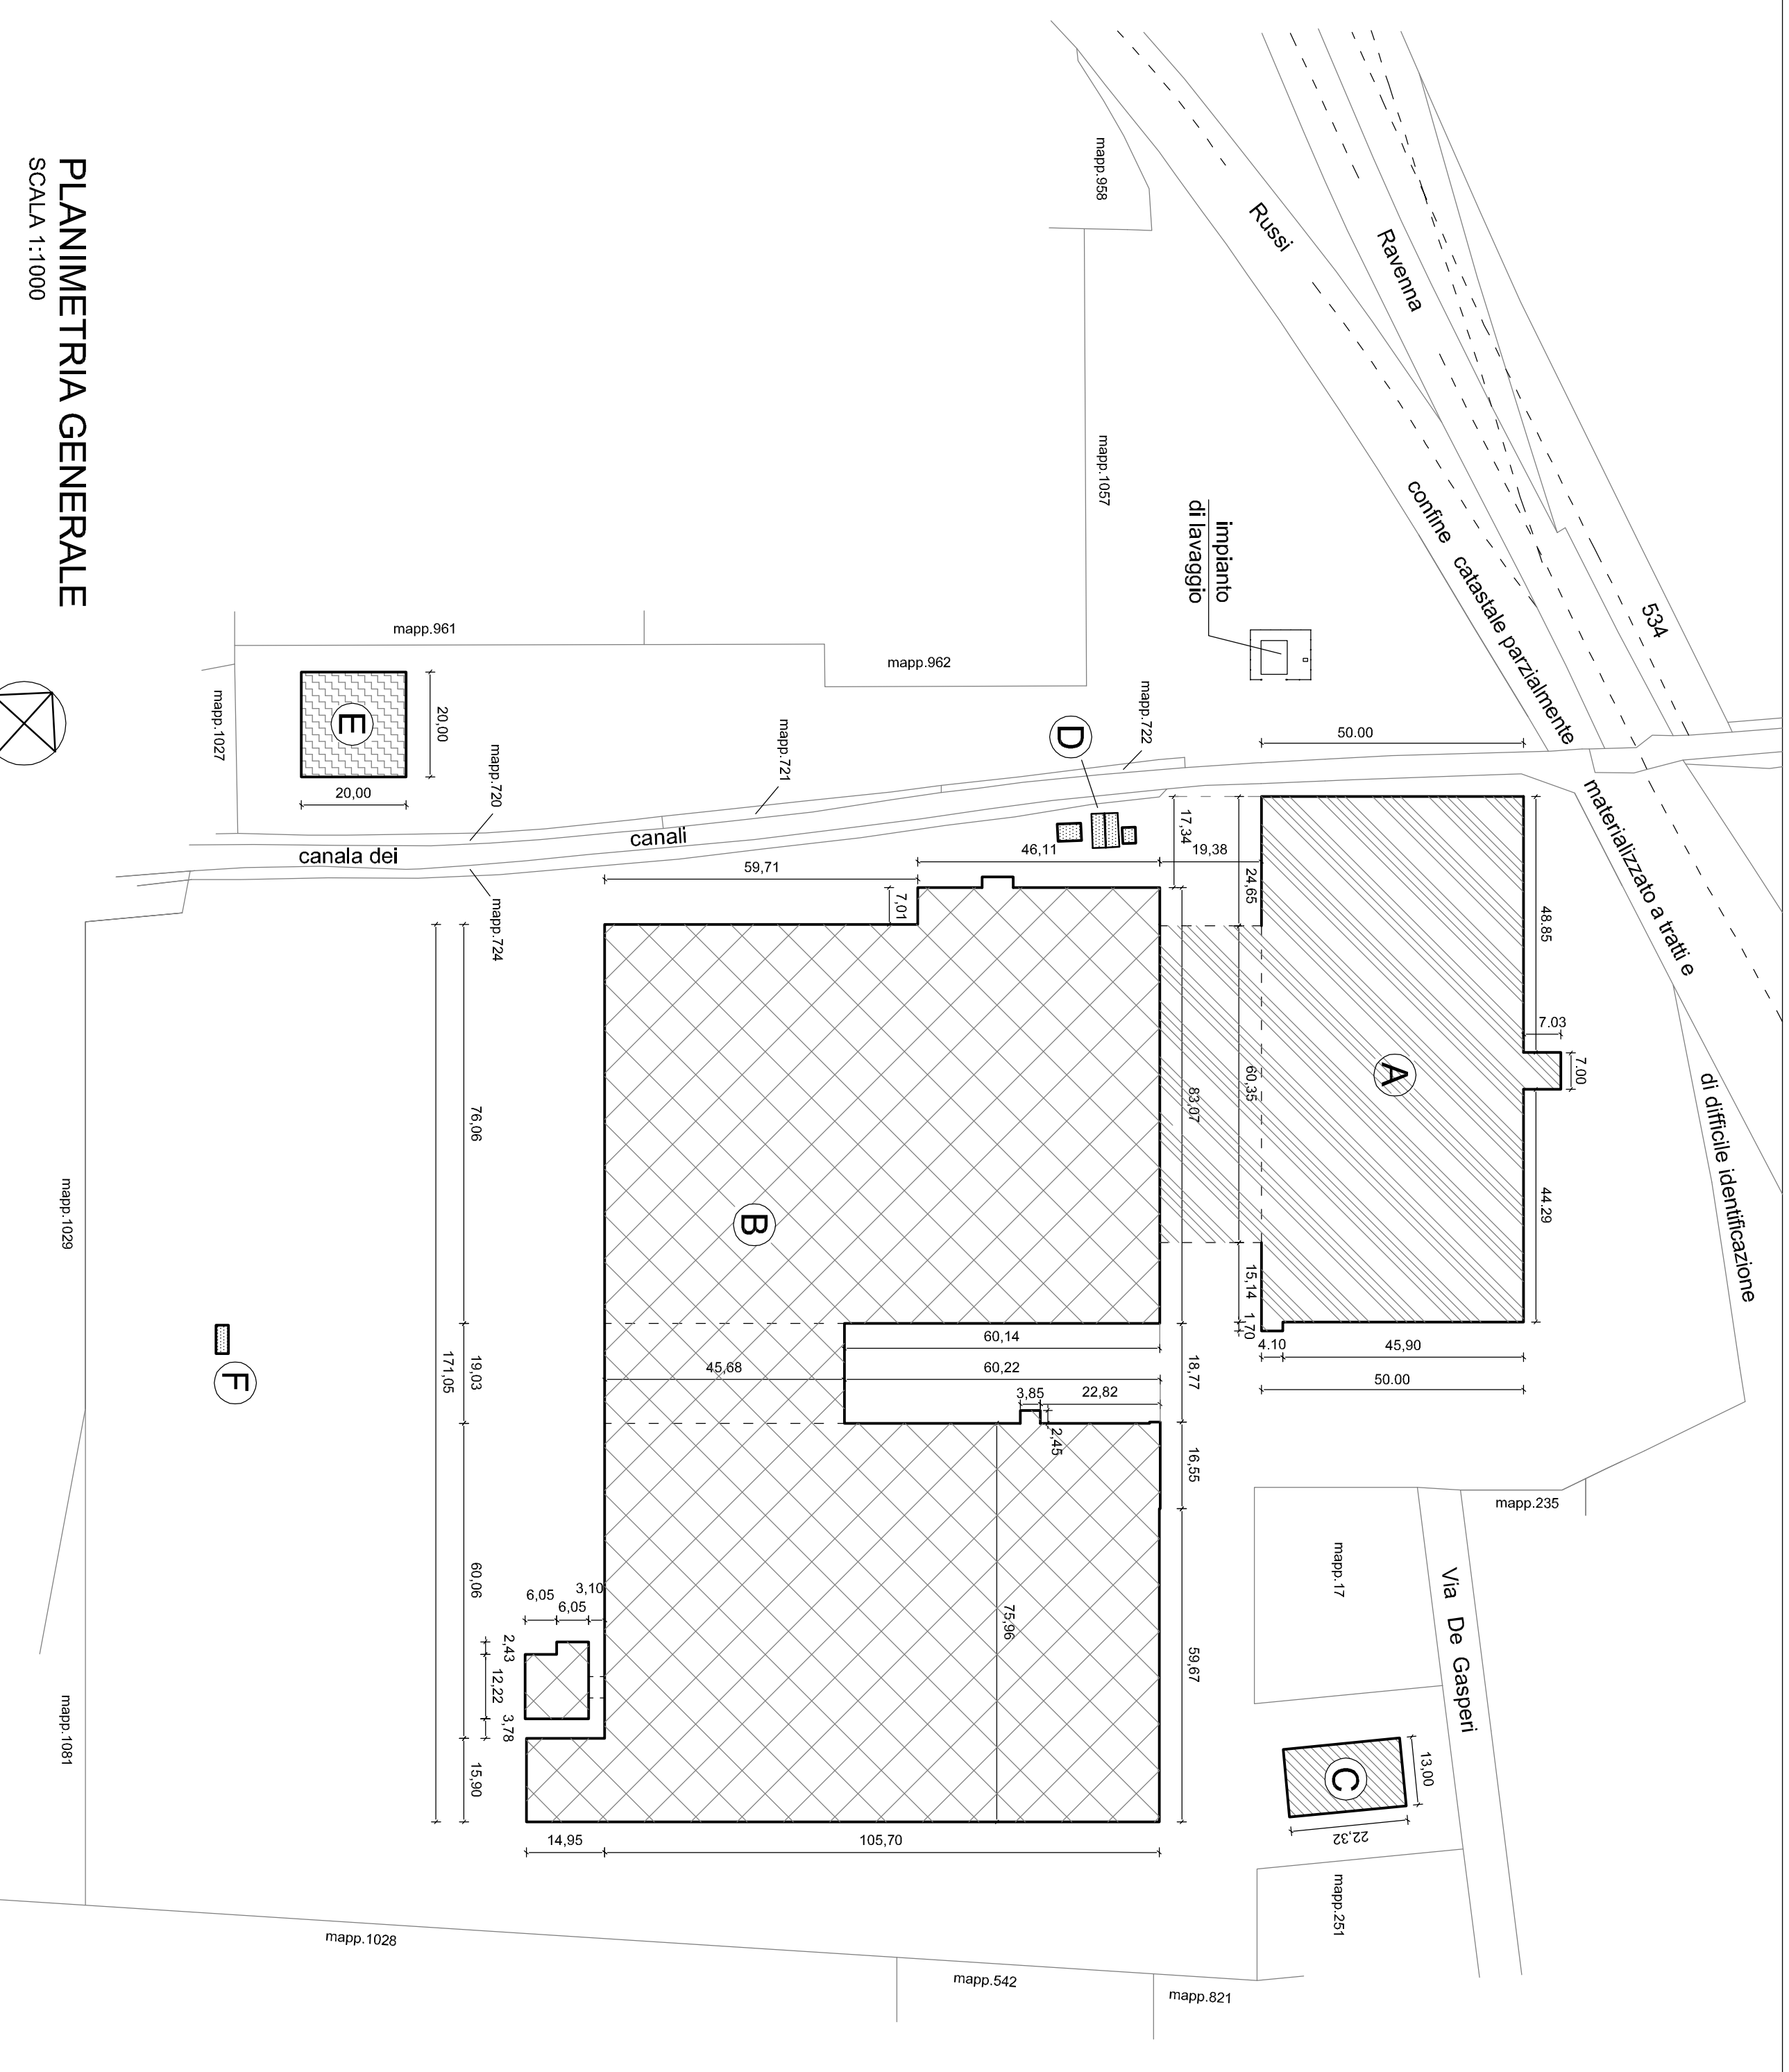 PLANIMETRIA GENERALE
SCALA 1:1000
534
Ravenna
Russi
confine catastale parzialmente
materializzato a tratti e
di difficile identificazione
mapp.958
mapp.1057
impianto
di lavaggio
mapp.962
mapp.961
mapp.1027
mapp.722
mapp.721
mapp.720
mapp.724
canala dei
canali
D
E
20,00
20,00
50.00
A
48.85
7.03
7.00
44.29
45,90
4.10
50.00
17,34
19,38
24,65
60,35
15,14
1,70
46,11
59,71
7,01
83,07
B
60,14
60,22
45,68
18,77
3,85
22,82
2,45
16,55
75,96
59,67
76,06
19,03
171,05
60,06
15,90
6,05
6,05
3,10
2,43
12,22
3,78
14,95
105,70
F
mapp.1029
mapp.1081
mapp.1028
mapp.542
mapp.821
mapp.251
mapp.17
mapp.235
Via De Gasperi
C
13,00
22,32